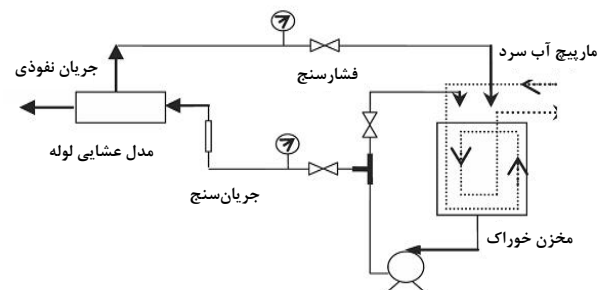 مارپیچ آب سرد
جریان نفوذی
فشارسنج
مدل عشایی لوله
جریان‌سنج
مخزن خوراک